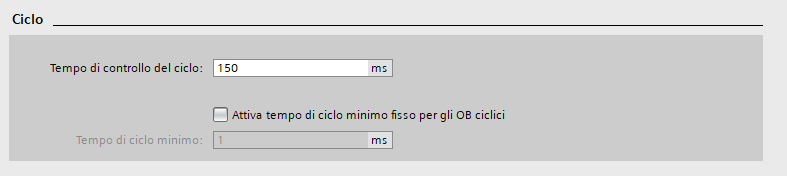 Ciclo
Tempo di controllo del ciclo: 150 ms
Attiva tempo di ciclo minimo fisso per gli OB ciclici
Tempo di ciclo minimo: 1 ms